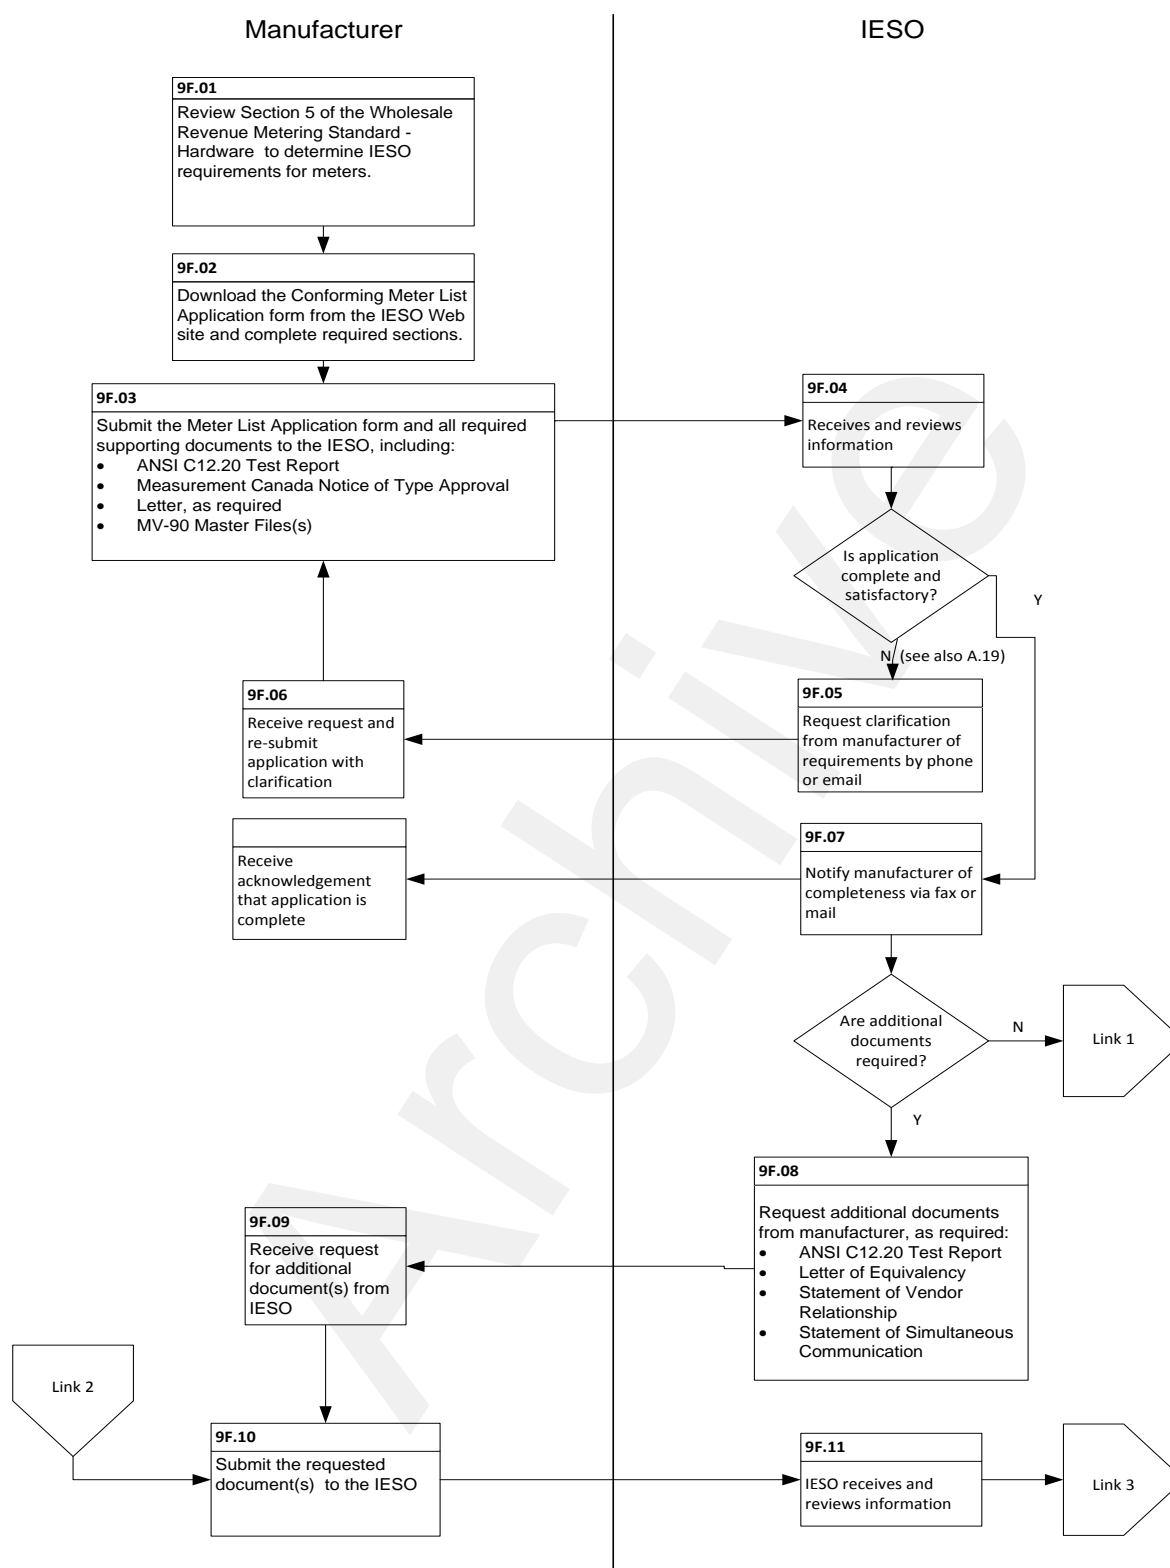 Manufacturer
IESO
9F.01
Review Section 5 of the Wholesale
Revenue Metering Standard -
Hardware  to determine IESO
requirements for meters.
9F.02
Download the Conforming Meter List
Application form from the IESO Web
site and complete required sections.
9F.03
Submit the Meter List Application form and all required
supporting documents to the IESO, including:
• ANSI C12.20 Test Report
• Measurement Canada Notice of Type Approval
• Letter, as required
• MV-90 Master Files(s)
9F.04
Receives and reviews
information
Is application
complete and
satisfactory?
Y
N (see also A.19)
9F.05
Request clarification
from manufacturer of
requirements by phone
or email
9F.06
Receive request and
re-submit
application with
clarification
9F.07
Notify manufacturer of
completeness via fax or
mail
Receive
acknowledgement
that application is
complete
Are additional
documents
required?
N
Link 1
Y
9F.08
Request additional documents
from manufacturer, as required:
• ANSI C12.20 Test Report
• Letter of Equivalency
• Statement of Vendor
Relationship
• Statement of Simultaneous
Communication
9F.09
Receive request
for additional
document(s) from
IESO
Link 2
9F.10
Submit the requested
document(s)  to the IESO
9F.11
IESO receives and
reviews information
Link 3
Archive